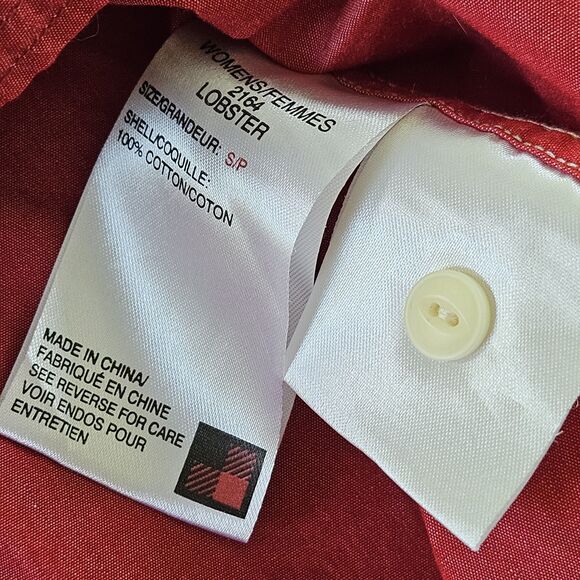 WOMENS/FEMMES
2164
LOBSTER
SIZE/GRANDEUR: S/P
SHELL/COQUILLE:
100% COTTON/COTON
MADE IN CHINA/
FABRIQUÉ EN CHINE
SEE REVERSE FOR CARE
VOIR ENDOS POUR
ENTRETIEN